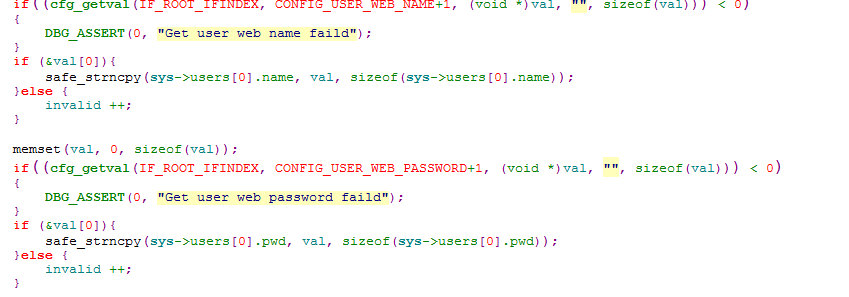 if((cfg_getval(IF_ROOT_IFINDEX, CONFIG_USER_WEB_NAME+1, (void *)val, "", sizeof(val))) < 0)
{
    DBG_ASSERT(0, "Get user web name faild");
}
if (&val[0]){
    safe_strncpy(sys->users[0].name, val, sizeof(sys->users[0].name));
}else {
    invalid ++;
}

memset(val, 0, sizeof(val));
if((cfg_getval(IF_ROOT_IFINDEX, CONFIG_USER_WEB_PASSWORD+1, (void *)val, "", sizeof(val))) < 0)
{
    DBG_ASSERT(0, "Get user web password faild");
}
if (&val[0]){
    safe_strncpy(sys->users[0].pwd, val, sizeof(sys->users[0].pwd));
}else {
    invalid ++;
}